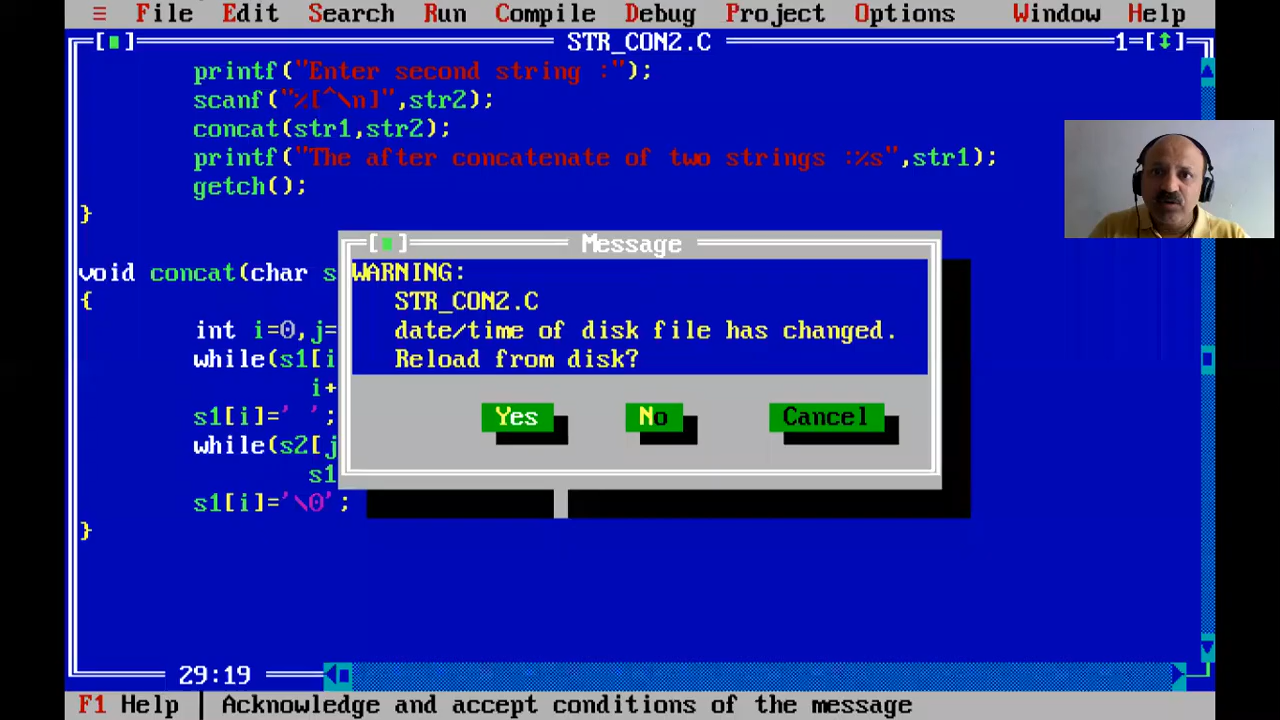 ≡ File Edit Search Run Compile Debug Project Options Window Help
[■] STR_CON2.C 1=[↕]
printf("Enter second string :");
scanf("%[^\n]",str2);
concat(str1,str2);
printf("The after concatenate of two strings :%s",str1);
getch();
}
void concat(char s
{
int i=0,j=
while(s1[i
i+
s1[i]=' ';
while(s2[j
s1
s1[i]='\0';
}
[■] Message
WARNING:
STR_CON2.C
date/time of disk file has changed.
Reload from disk?
Yes No Cancel
29:19
F1 Help | Acknowledge and accept conditions of the message